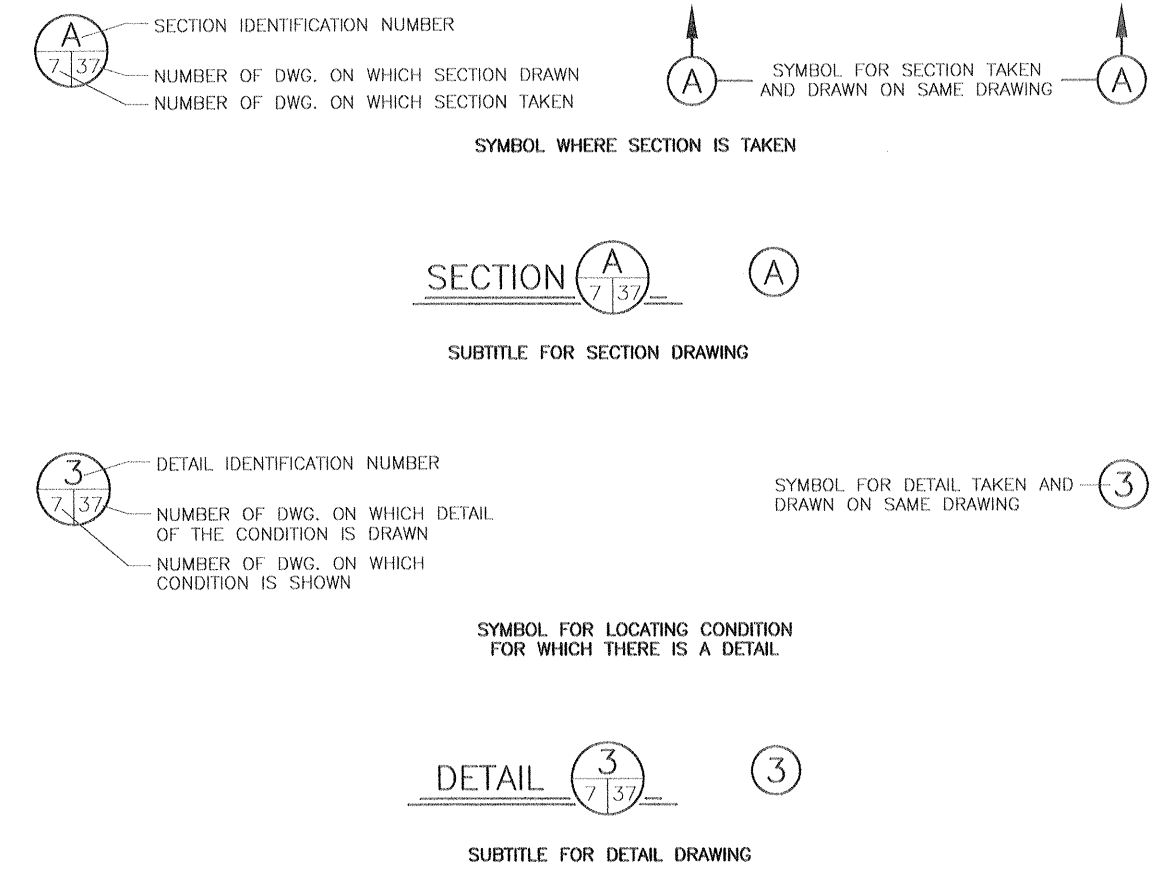 A
7 37
SECTION IDENTIFICATION NUMBER
NUMBER OF DWG. ON WHICH SECTION DRAWN
NUMBER OF DWG. ON WHICH SECTION TAKEN
A
SYMBOL FOR SECTION TAKEN
AND DRAWN ON SAME DRAWING
A
SYMBOL WHERE SECTION IS TAKEN
SECTION
A
7 37
A
SUBTITLE FOR SECTION DRAWING
3
7 37
DETAIL IDENTIFICATION NUMBER
NUMBER OF DWG. ON WHICH DETAIL
OF THE CONDITION IS DRAWN
NUMBER OF DWG. ON WHICH
CONDITION IS SHOWN
SYMBOL FOR DETAIL TAKEN AND
DRAWN ON SAME DRAWING
3
SYMBOL FOR LOCATING CONDITION
FOR WHICH THERE IS A DETAIL
DETAIL
3
7 37
3
SUBTITLE FOR DETAIL DRAWING